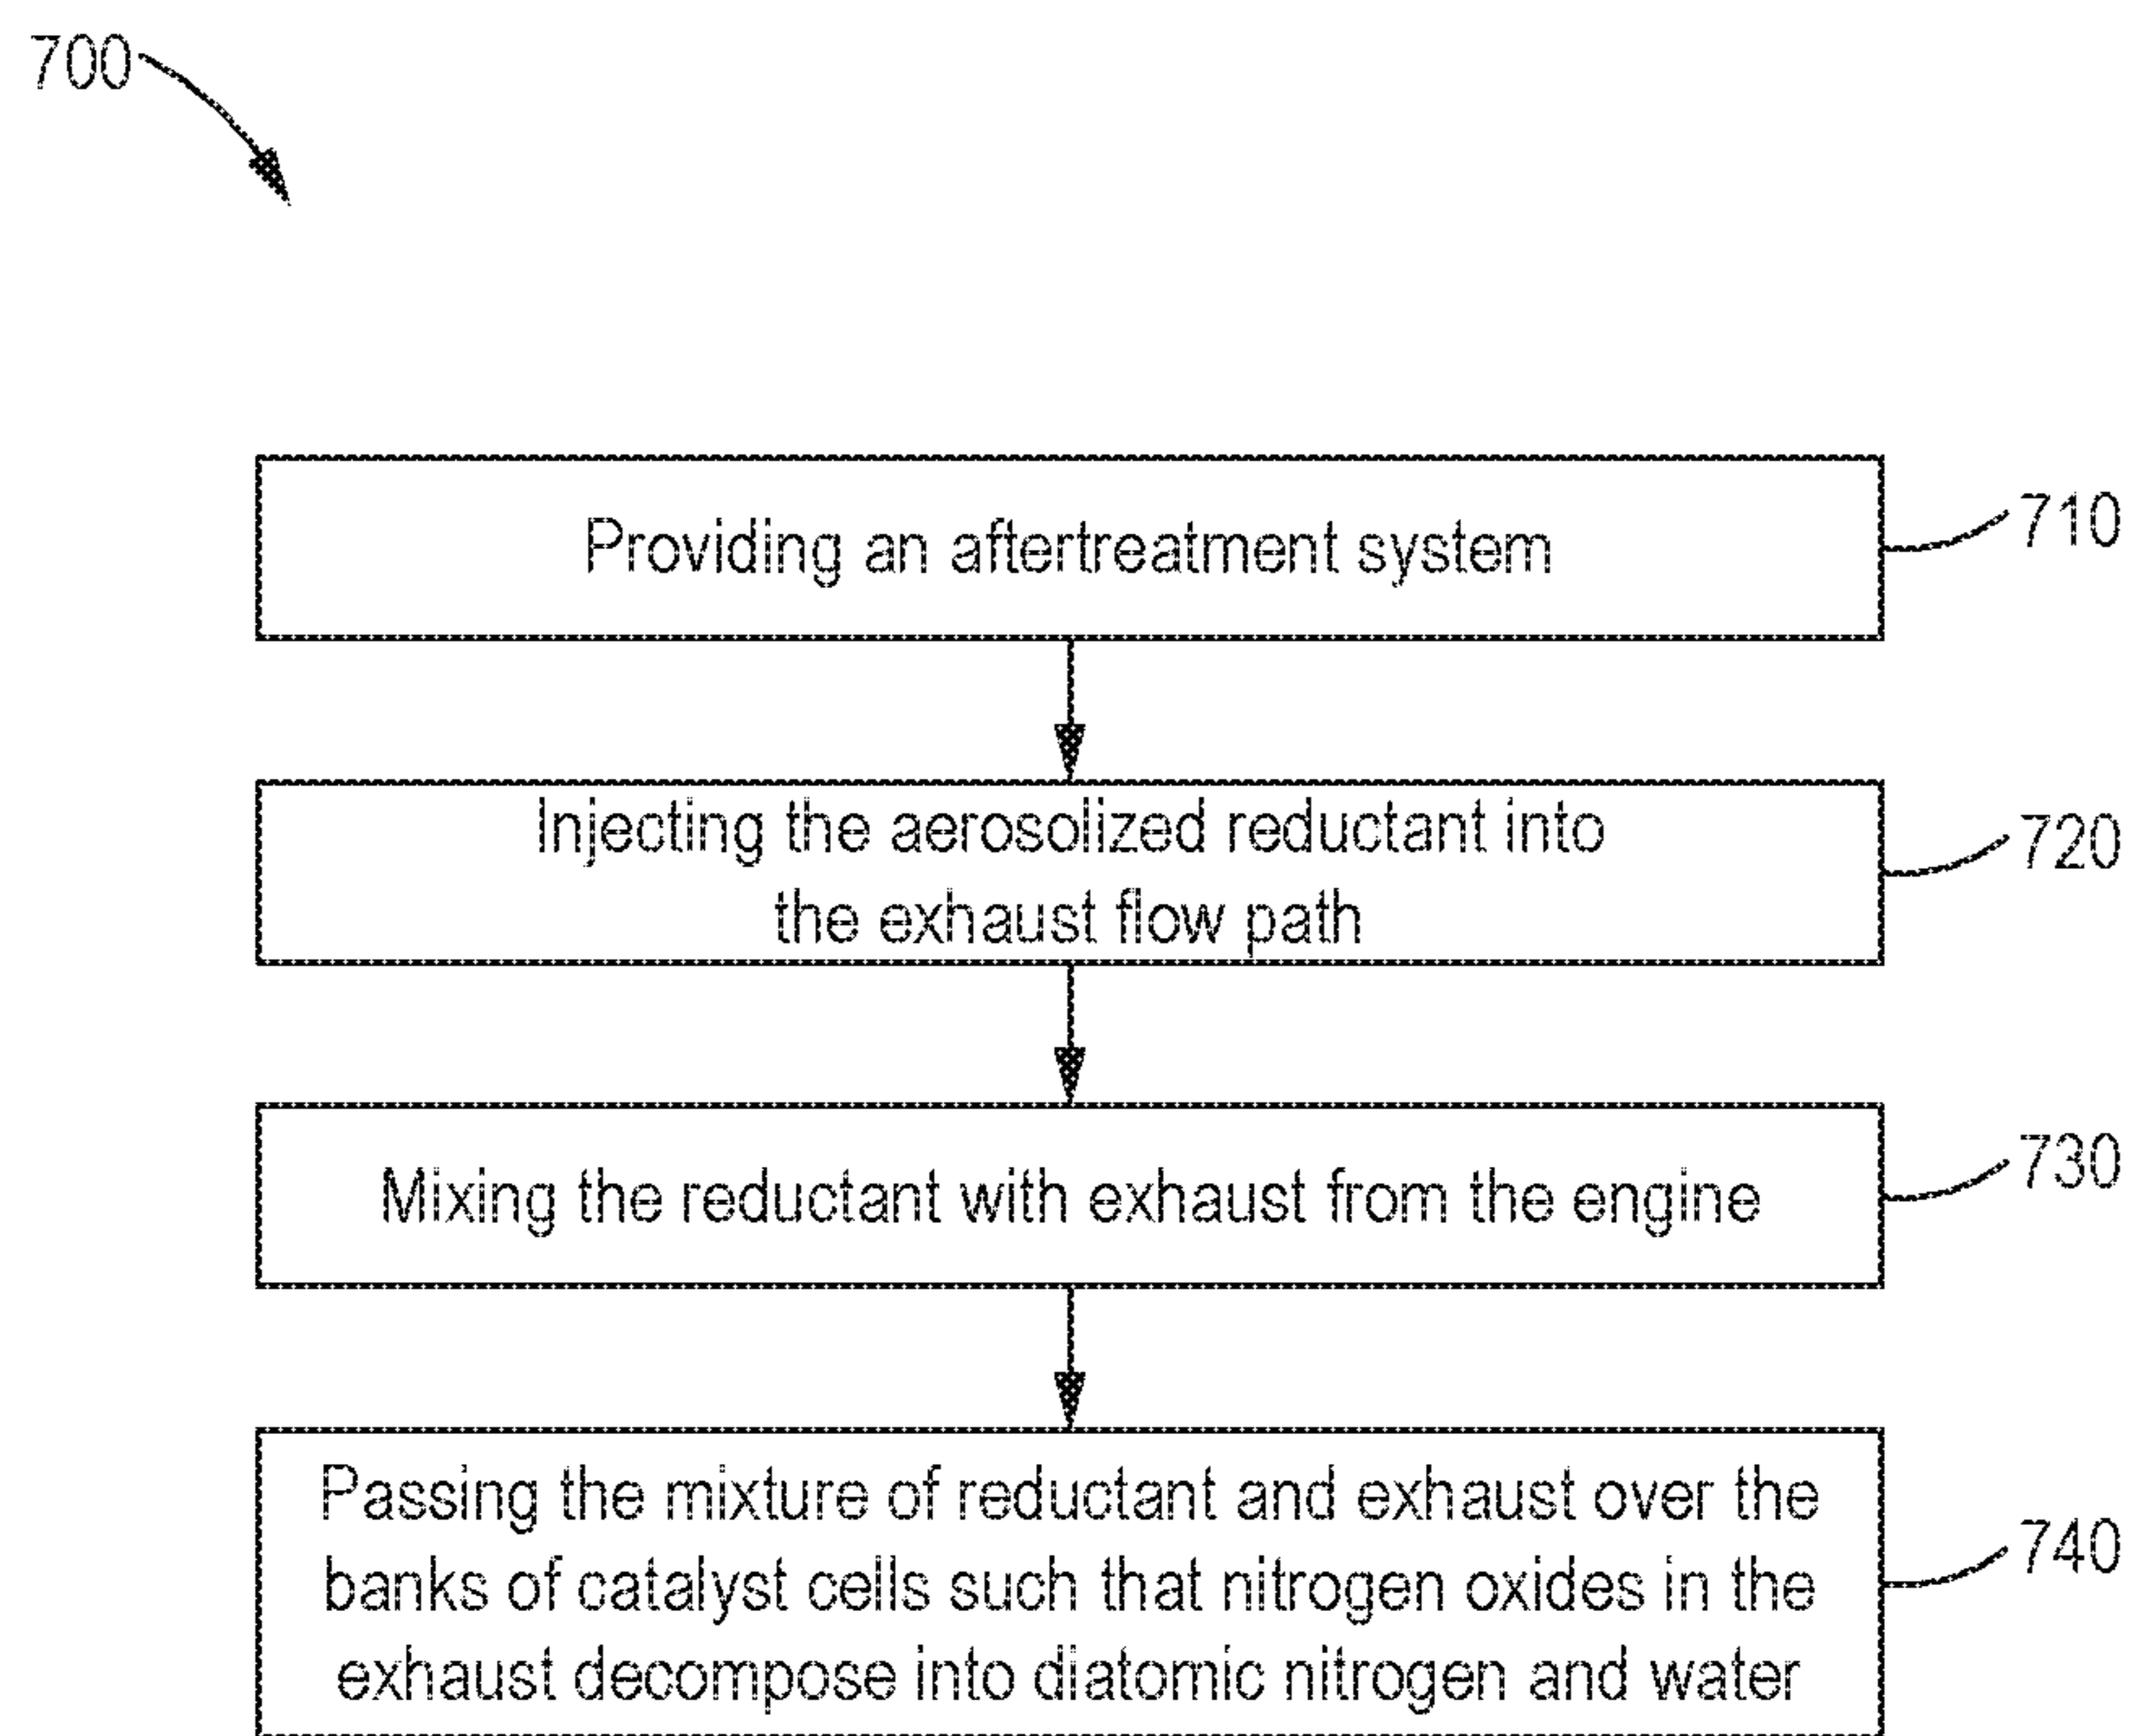 700
Providing an aftertreatment system
710
Injecting the aerosolized reductant into
the exhaust flow path
720
Mixing the reductant with exhaust from the engine
730
Passing the mixture of reductant and exhaust over the
banks of catalyst cells such that nitrogen oxides in the
exhaust decompose into diatomic nitrogen and water
740